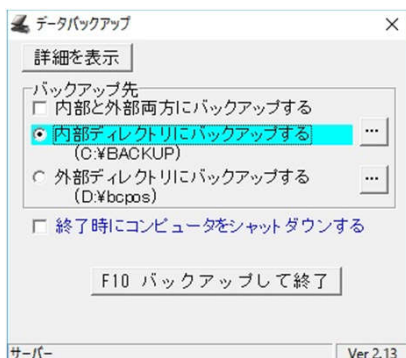 データバックアップ
詳細を表示
バックアップ先
内部と外部両方にバックアップする
内部ディレクトリにバックアップする
(C:¥BACKUP)
...
外部ディレクトリにバックアップする
(D:¥bcpos)
...
終了時にコンピュータをシャットダウンする
F10 バックアップして終了
サーバー Ver 2.13